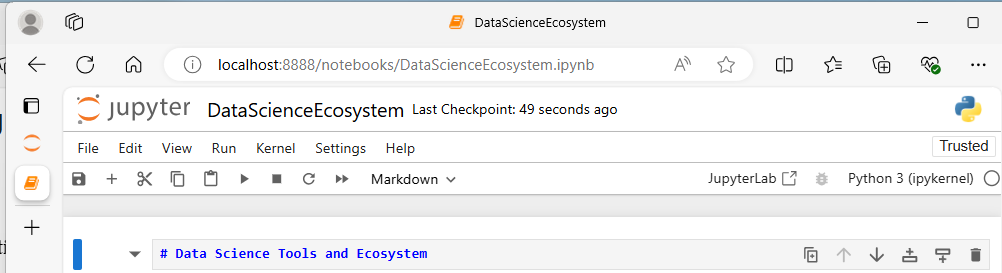 DataScienceEcosystem
localhost:8888/notebooks/DataScienceEcosystem.ipynb
jupyter DataScienceEcosystem Last Checkpoint: 49 seconds ago
File Edit View Run Kernel Settings Help Trusted
Markdown JupyterLab Python 3 (ipykernel)
# Data Science Tools and Ecosystem